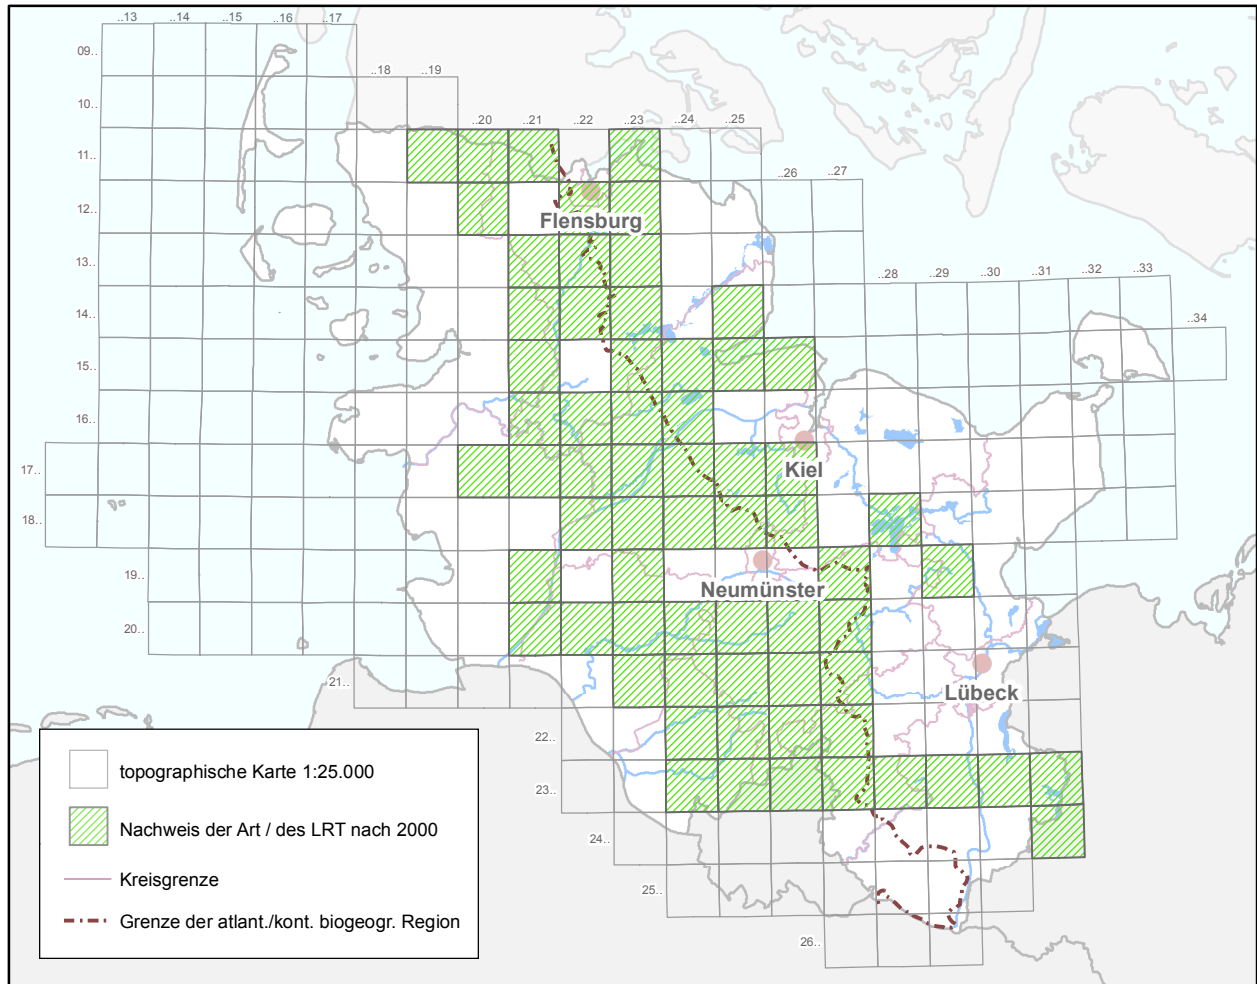 ..13 ..14 ..15 ..16 ..17
09..
..18 ..19
10..
..20 ..21 ..22 ..23 ..24 ..25
11..
..26 ..27
12..
Flensburg
13..
..28 ..29 ..30 ..31 ..32 ..33
14..
..34
15..
16..
17..
Kiel
18..
19..
Neumünster
20..
21..
Lübeck
22..
23..
24..
25..
26..
topographische Karte 1:25.000
Nachweis der Art / des LRT nach 2000
Kreisgrenze
Grenze der atlant./kont. biogeogr. Region